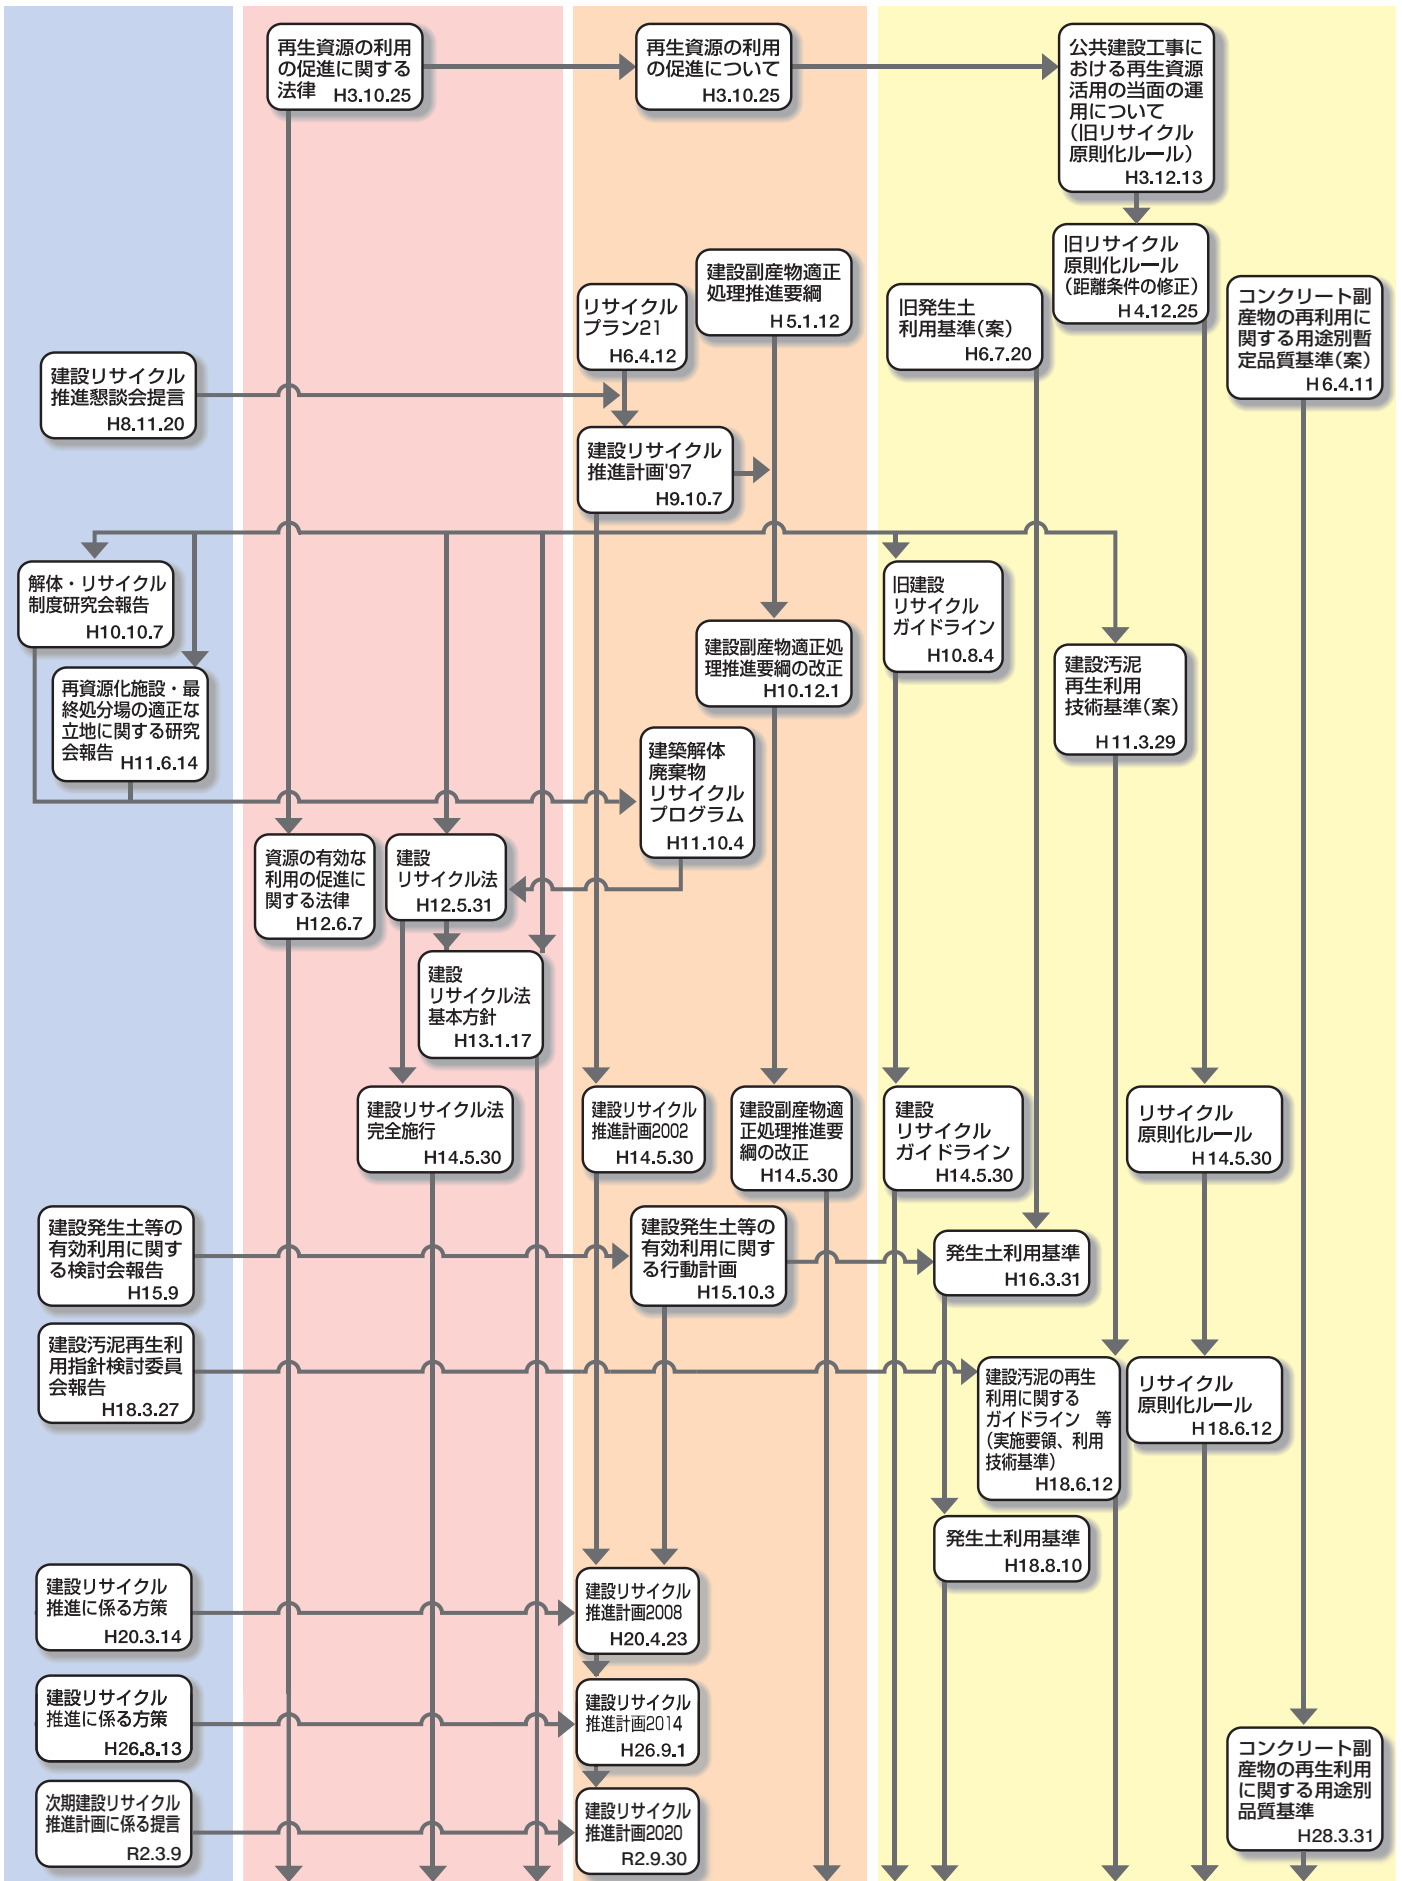 再生資源の利用
の促進に関する
法律
H3.10.25
再生資源の利用
の促進について
H3.10.25
公共建設工事に
おける再生資源
活用の当面の運
用について
(旧リサイクル
原則化ルール)
H3.12.13
旧リサイクル
原則化ルール
(距離条件の修正)
H4.12.25
建設副産物適正
処理推進要綱
H5.1.12
リサイクル
プラン21
H6.4.12
旧発生土
利用基準(案)
H6.7.20
コンクリート副
産物の再利用に
関する用途別暫
定品質基準(案)
H6.4.11
建設リサイクル
推進懇談会提言
H8.11.20
建設リサイクル
推進計画'97
H9.10.7
解体・リサイクル
制度研究会報告
H10.10.7
旧建設
リサイクル
ガイドライン
H10.8.4
建設副産物適正処
理推進要綱の改正
H10.12.1
建設汚泥
再生利用
技術基準(案)
H11.3.29
再資源化施設・最
終処分場の適正な
立地に関する研究
会報告
H11.6.14
建築解体
廃棄物
リサイクル
プログラム
H11.10.4
資源の有効な
利用の促進に
関する法律
H12.6.7
建設
リサイクル法
H12.5.31
建設
リサイクル法
基本方針
H13.1.17
建設リサイクル法
完全施行
H14.5.30
建設リサイクル
推進計画2002
H14.5.30
建設副産物適
正処理推進要
綱の改正
H14.5.30
建設
リサイクル
ガイドライン
H14.5.30
リサイクル
原則化ルール
H14.5.30
建設発生土等の
有効利用に関す
る検討会報告
H15.9
建設発生土等の
有効利用に関す
る行動計画
H15.10.3
発生土利用基準
H16.3.31
建設汚泥再生利
用指針検討委員
会報告
H18.3.27
建設汚泥の再生
利用に関する
ガイドライン 等
(実施要領、利用
技術基準)
H18.6.12
リサイクル
原則化ルール
H18.6.12
発生土利用基準
H18.8.10
建設リサイクル
推進に係る方策
H20.3.14
建設リサイクル
推進計画2008
H20.4.23
建設リサイクル
推進に係る方策
H26.8.13
建設リサイクル
推進計画2014
H26.9.1
コンクリート副
産物の再生利用
に関する用途別
品質基準
H28.3.31
次期建設リサイクル
推進計画に係る提言
R2.3.9
建設リサイクル
推進計画2020
R2.9.30